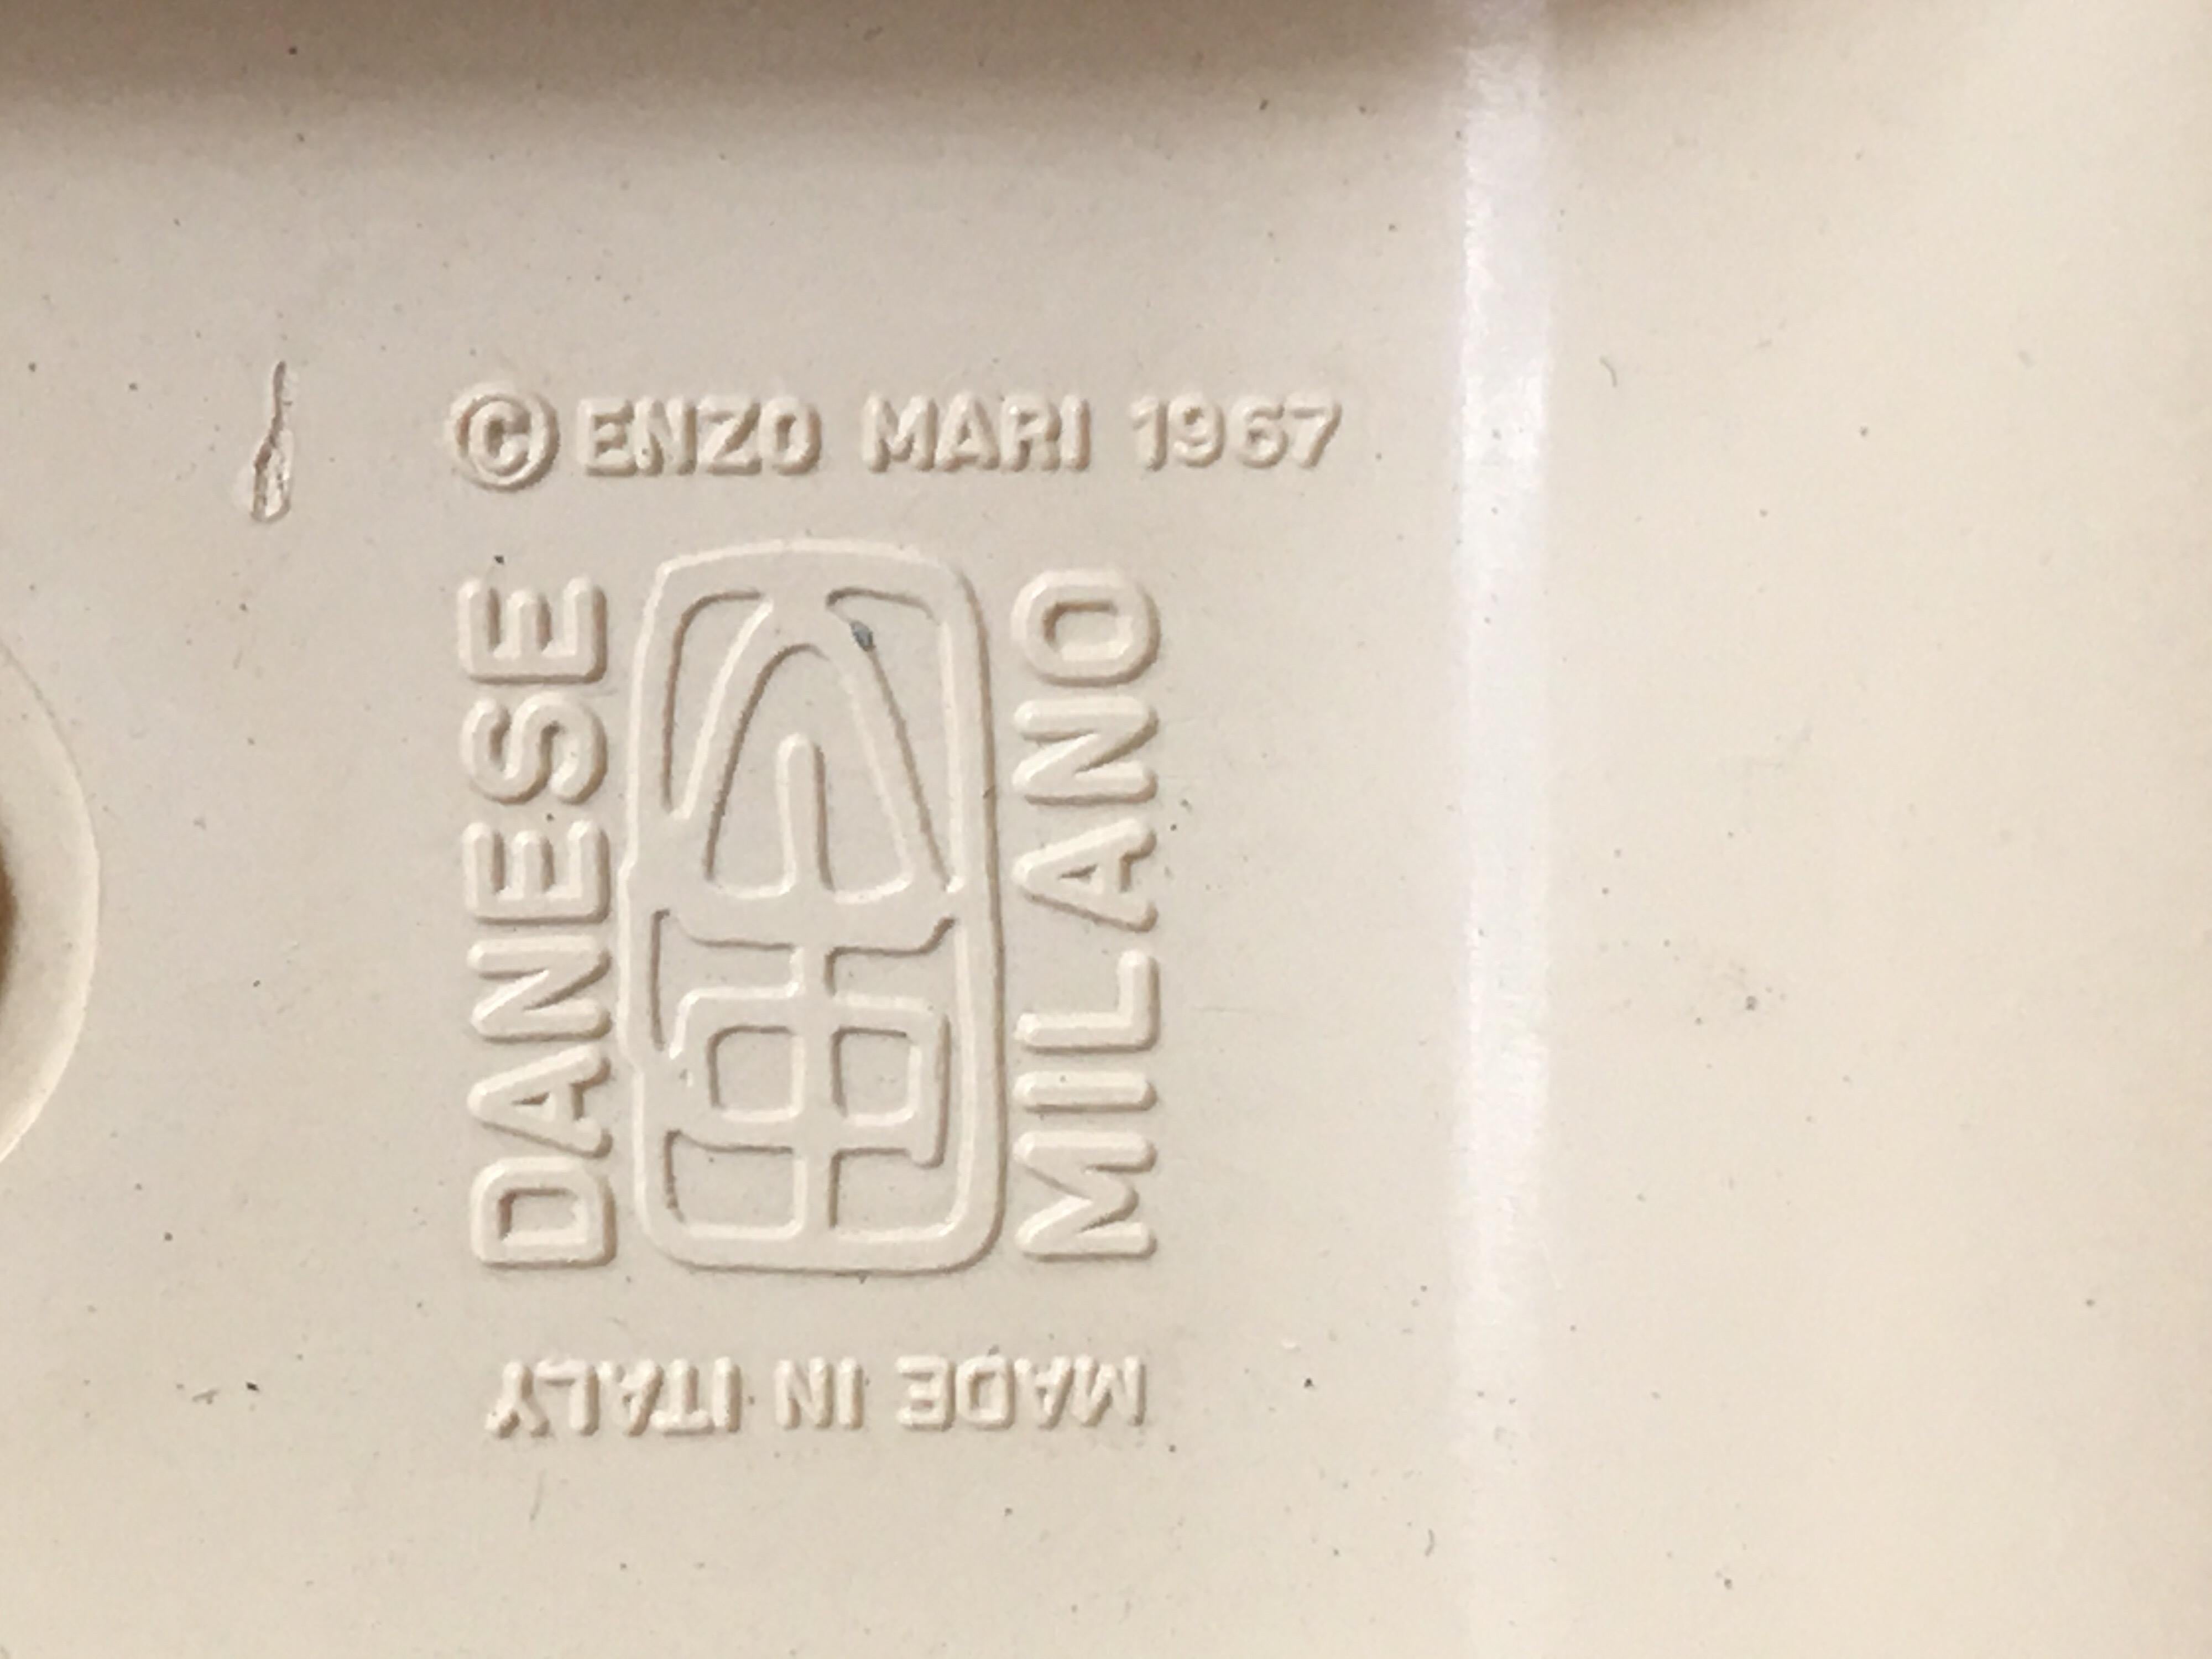 © ENZO MARI 1967
DANESE
MILANO
MADE IN ITALY